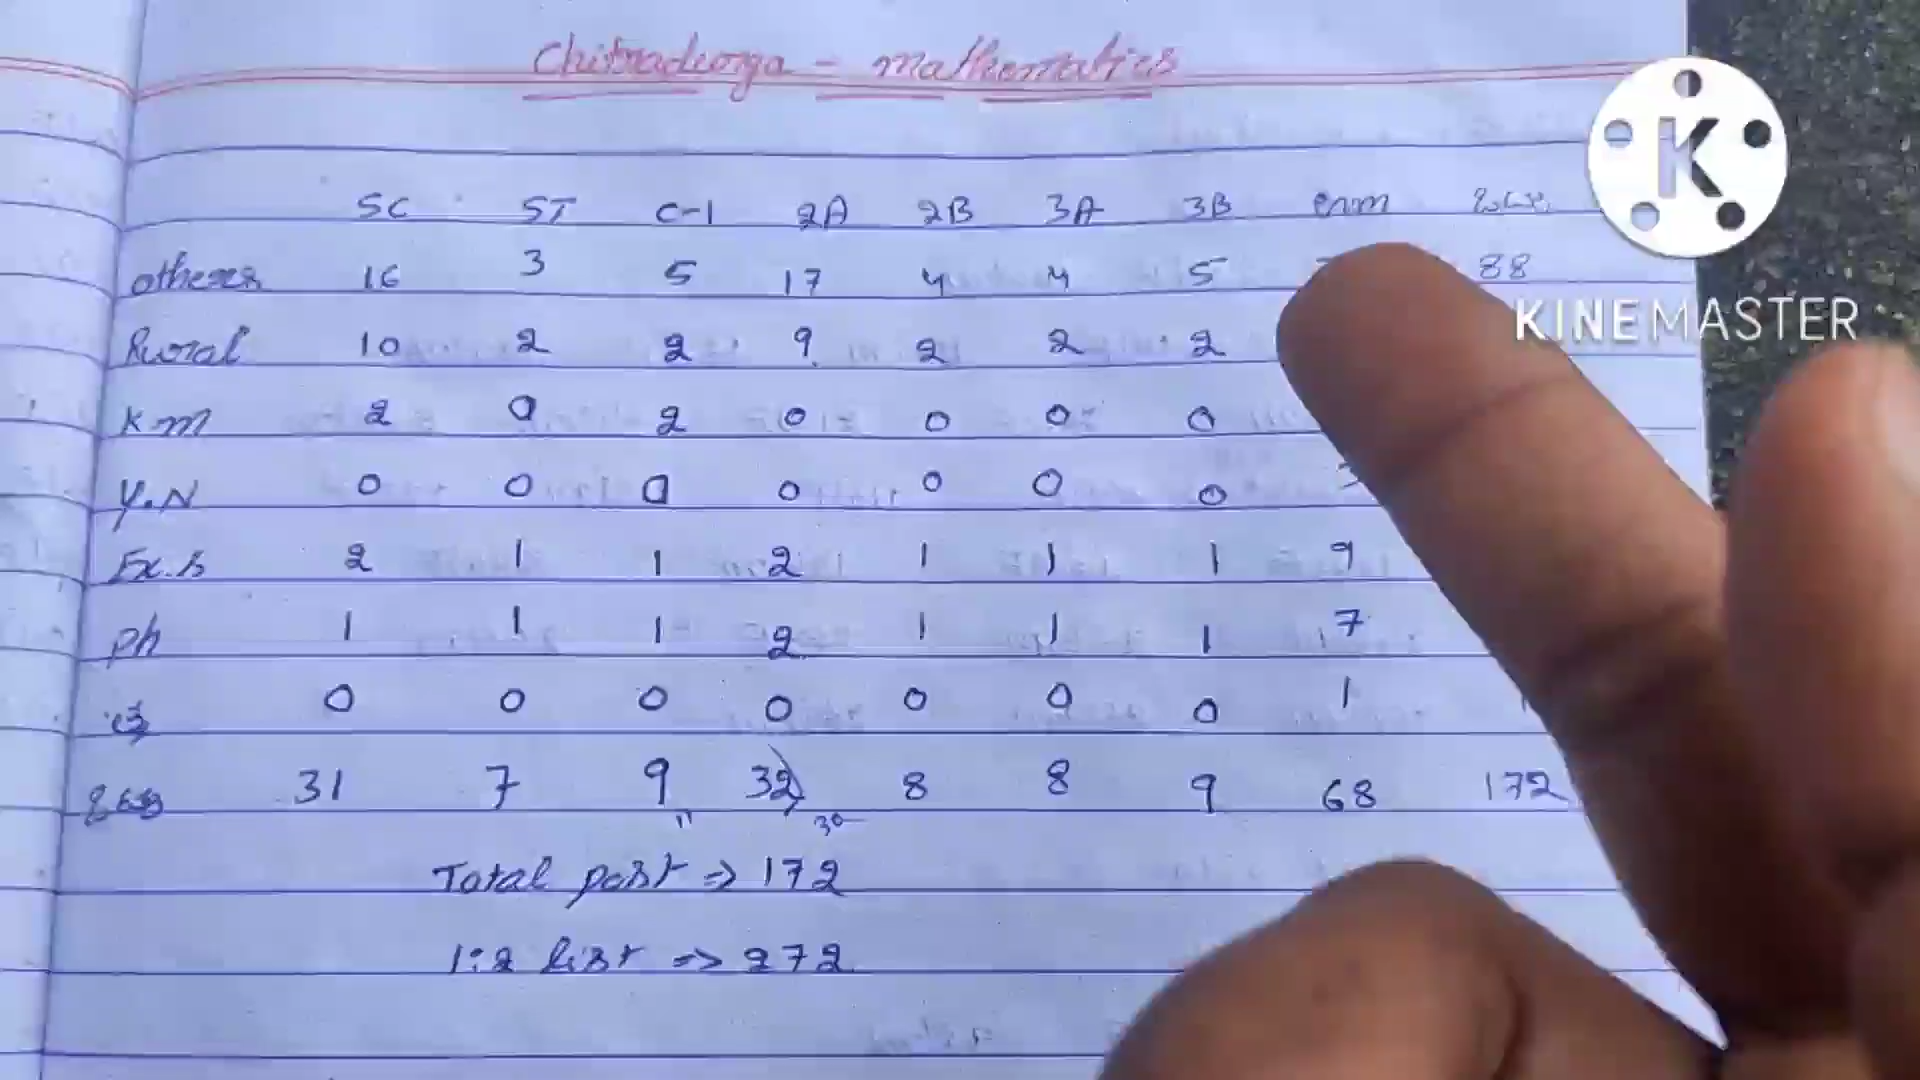 Chitradurga - Mathematics
SC ST C-1 2A 2B 3A 3B GM
others 16 3 5 17 4 4 5 88
Rural 10 2 2 9 2 2 2
KM 2 0 2 0 0 0 0
Y.N 0 0 0 0 0 0 0
Ex.s 2 1 1 2 1 1 1 9
Ph 1 1 1 2 1 1 1 7
0 0 0 0 0 0 0 1
31 7 9 32 8 8 9 68 172
11 30
Total post => 172
1:2 list => 272
K
KINEMASTER